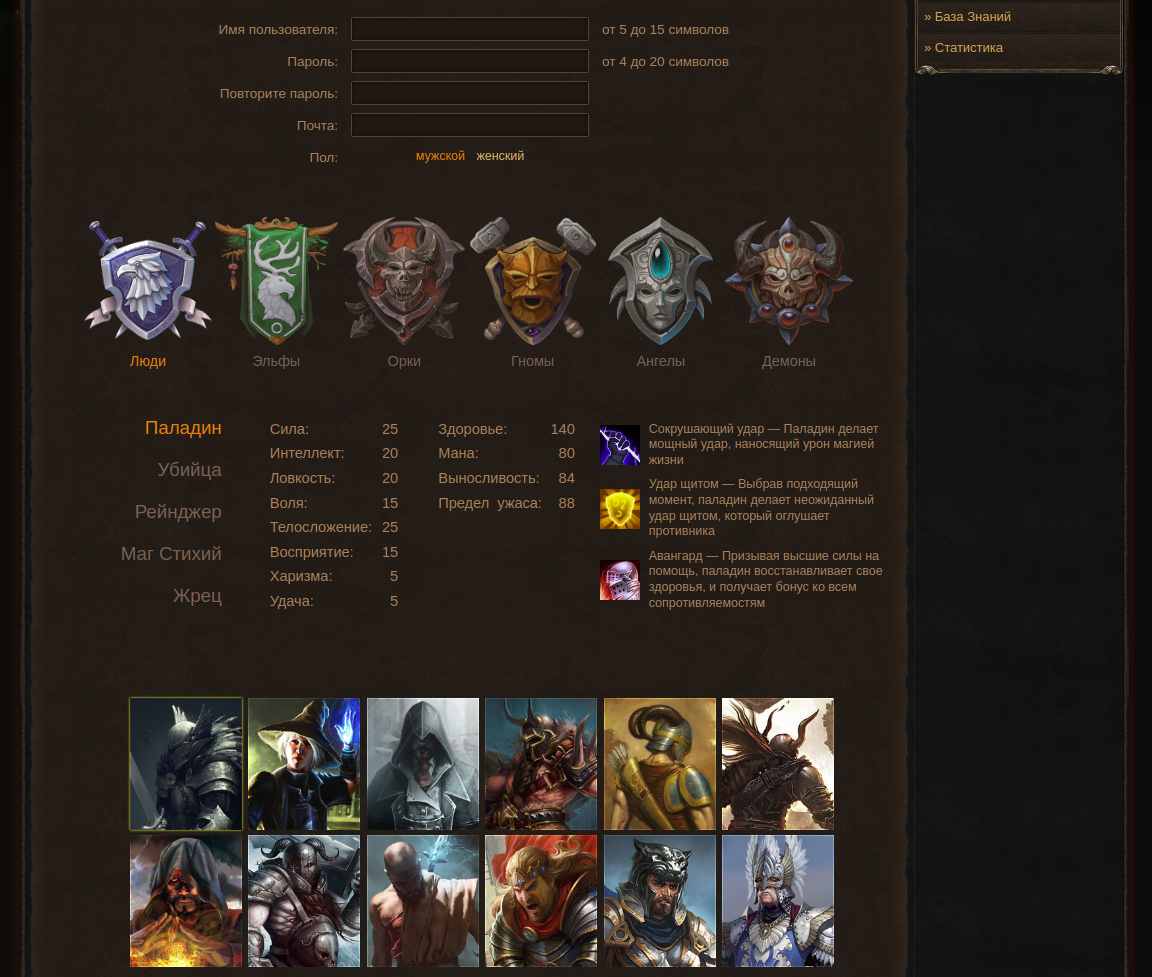 Имя пользователя: от 5 до 15 символов
Пароль: от 4 до 20 символов
Повторите пароль:
Почта:
Пол: мужской женский
» База Знаний
» Статистика
Люди Эльфы Орки Гномы Ангелы Демоны
Паладин
Убийца
Рейнджер
Маг Стихий
Жрец
Сила: 25
Интеллект: 20
Ловкость: 20
Воля: 15
Телосложение: 25
Восприятие: 15
Харизма: 5
Удача: 5
Здоровье: 140
Мана: 80
Выносливость: 84
Предел ужаса: 88
Сокрушающий удар — Паладин делает
мощный удар, наносящий урон магией
жизни
Удар щитом — Выбрав подходящий
момент, паладин делает неожиданный
удар щитом, который оглушает
противника
Авангард — Призывая высшие силы на
помощь, паладин восстанавливает свое
здоровья, и получает бонус ко всем
сопротивляемостям